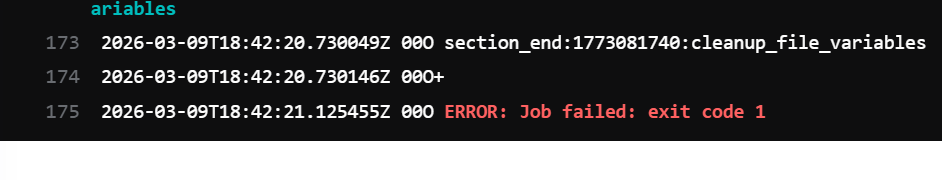 ariables
173 2026-03-09T18:42:20.730049Z 00O section_end:1773081740:cleanup_file_variables
174 2026-03-09T18:42:20.730146Z 00O+
175 2026-03-09T18:42:21.125455Z 00O ERROR: Job failed: exit code 1